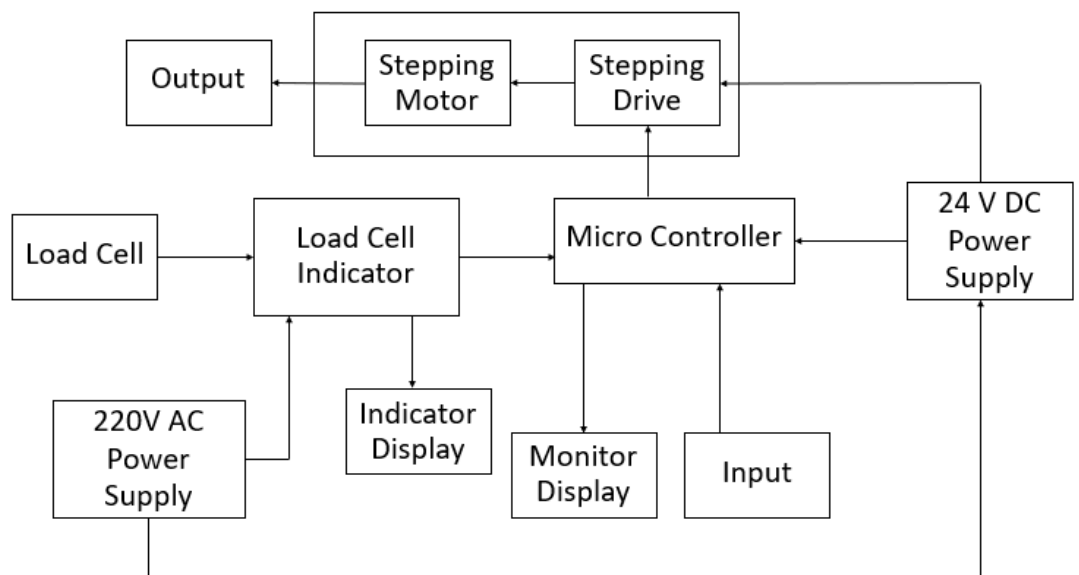 Output
Stepping
Motor
Stepping
Drive
Load Cell
Load Cell
Indicator
Micro Controller
24 V DC
Power
Supply
220V AC
Power
Supply
Indicator
Display
Monitor
Display
Input